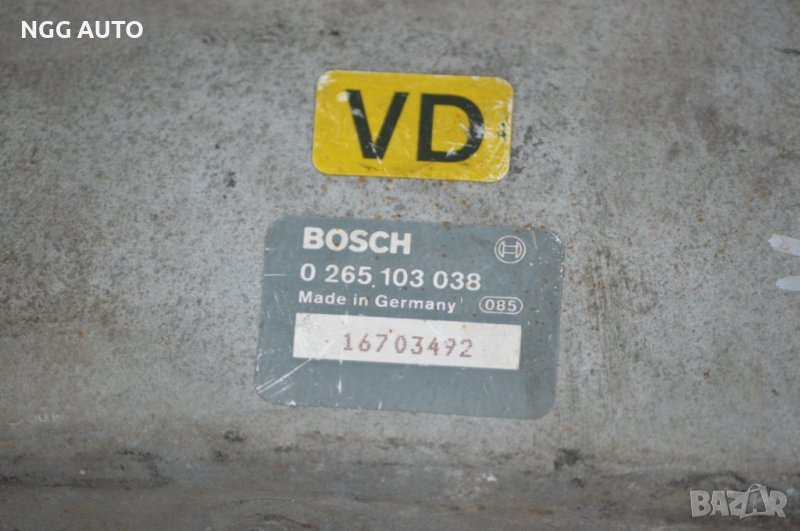 NGG AUTO
VD
BOSCH
0 265 103 038
Made in Germany 085
16703492
BAZAR